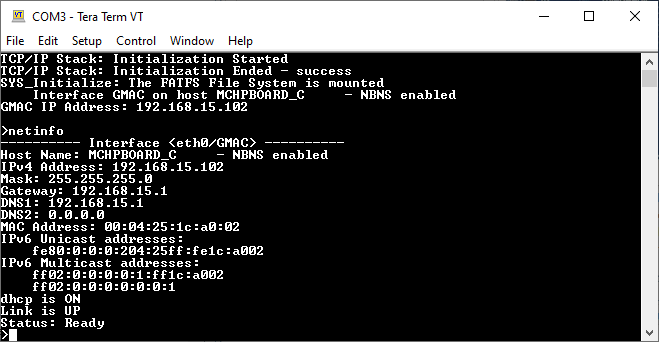 COM3 - Tera Term VT
File Edit Setup Control Window Help
TCP/IP Stack: Initialization Started
TCP/IP Stack: Initialization Ended - success
SYS_Initialize: The FATFS File System is mounted
    Interface GMAC on host MCHPBOARD_C     - NBNS enabled
GMAC IP Address: 192.168.15.102

>netinfo
---------- Interface <eth0/GMAC> ----------
Host Name: MCHPBOARD_C     - NBNS enabled
IPv4 Address: 192.168.15.102
Mask: 255.255.255.0
Gateway: 192.168.15.1
DNS1: 192.168.15.1
DNS2: 0.0.0.0
MAC Address: 00:04:25:1c:a0:02
IPv6 Unicast addresses:
    fe80:0:0:0:204:25ff:fe1c:a002
IPv6 Multicast addresses:
    ff02:0:0:0:0:1:ff1c:a002
    ff02:0:0:0:0:0:0:1
dhcp is ON
Link is UP
Status: Ready
>